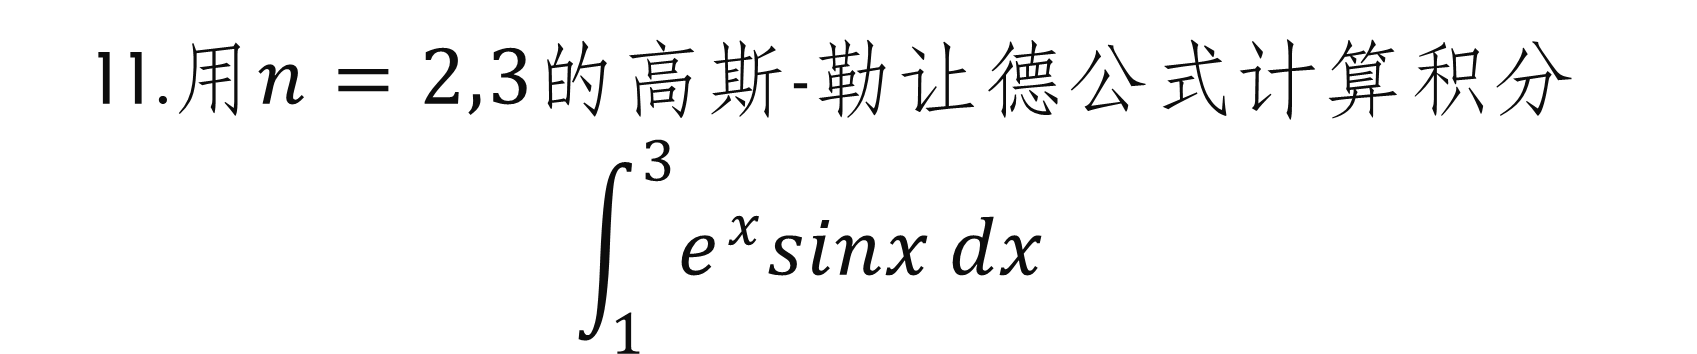 11.用n = 2,3的高斯-勒让德公式计算积分
∫₁³ eˣsinx dx